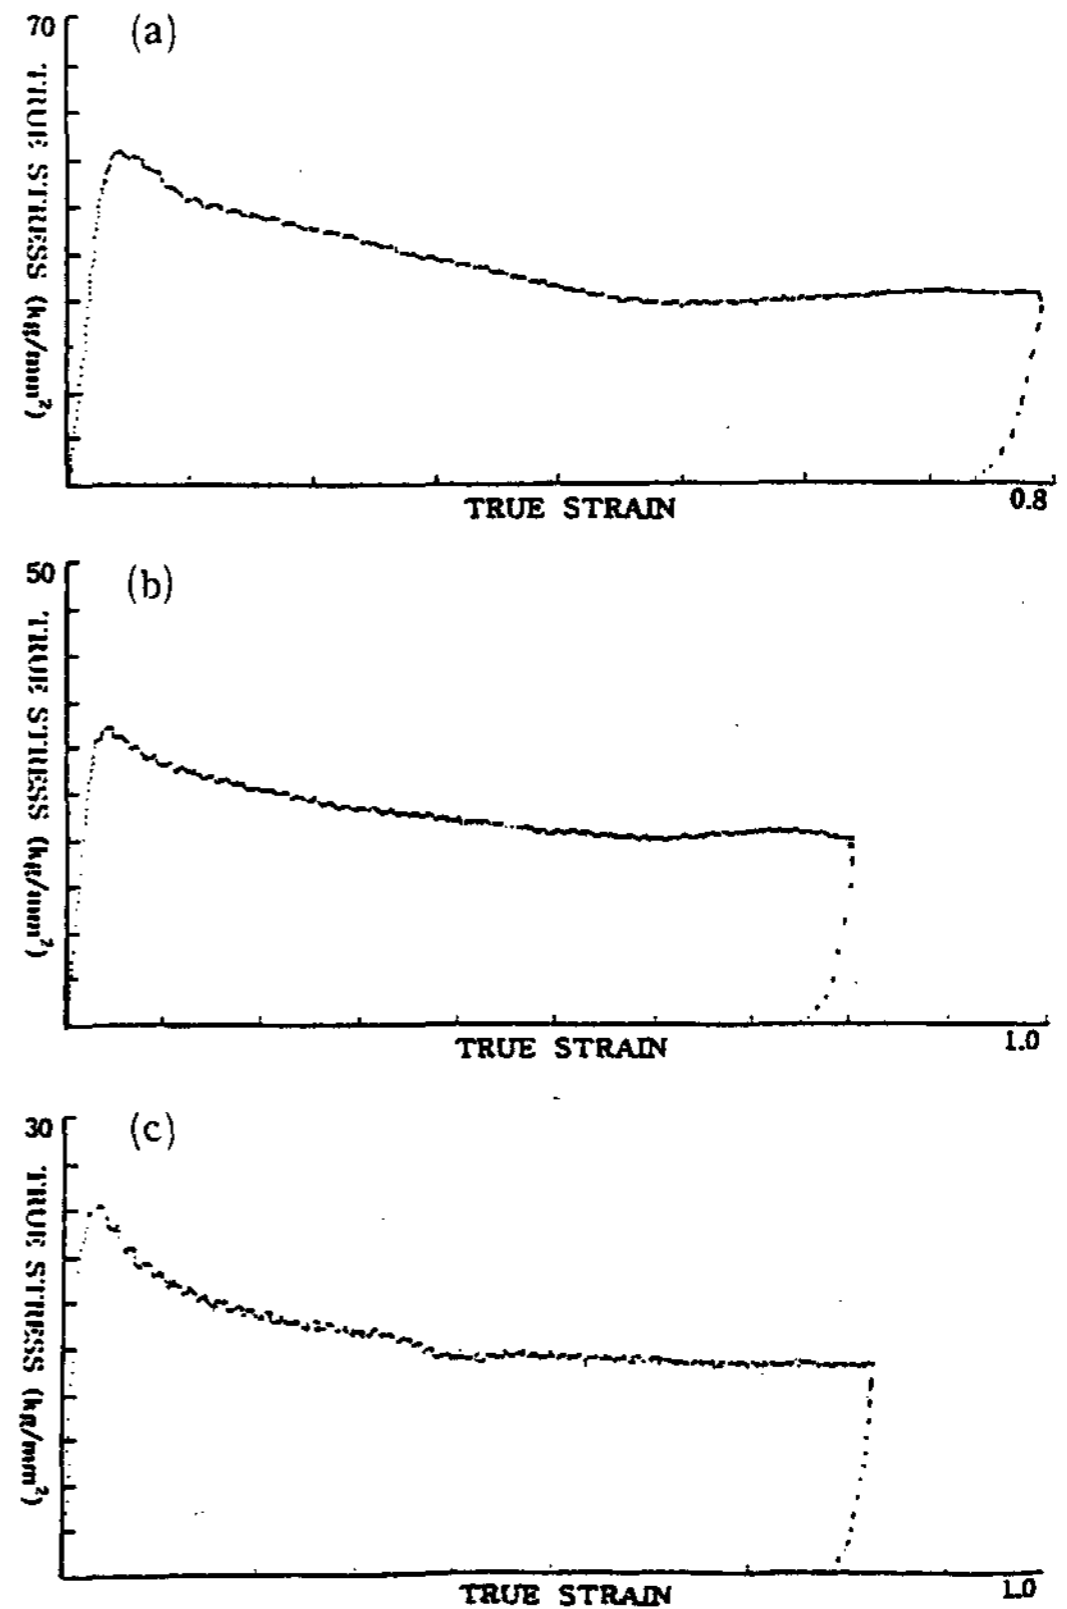 70
(a)
TRUE STRESS (kg/mm²)
TRUE STRAIN
0.8
50
(b)
TRUE STRESS (kg/mm²)
TRUE STRAIN
1.0
30
(c)
TRUE STRESS (kg/mm²)
TRUE STRAIN
1.0